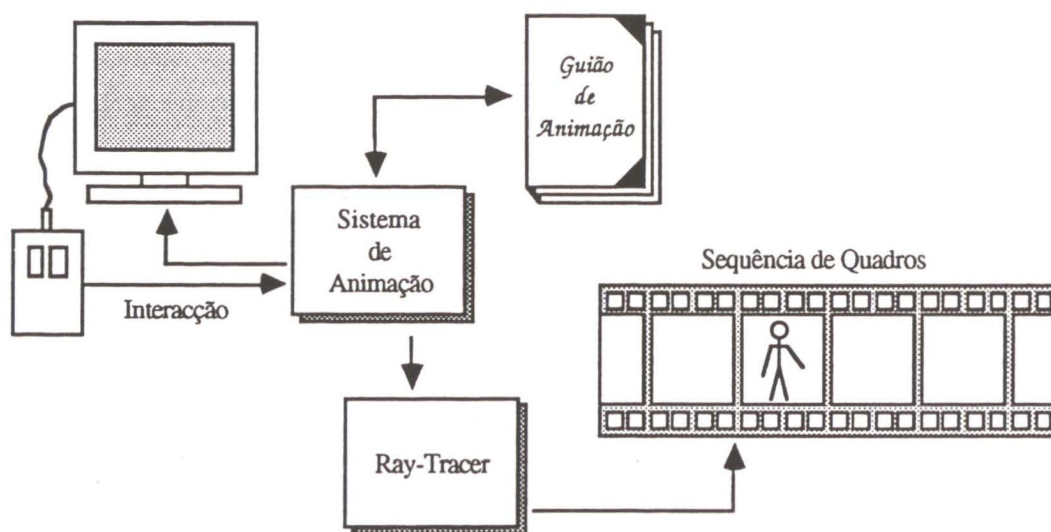 Guião
de
Animação
Sistema
de
Animação
Interacção
Sequência de Quadros
Ray-Tracer